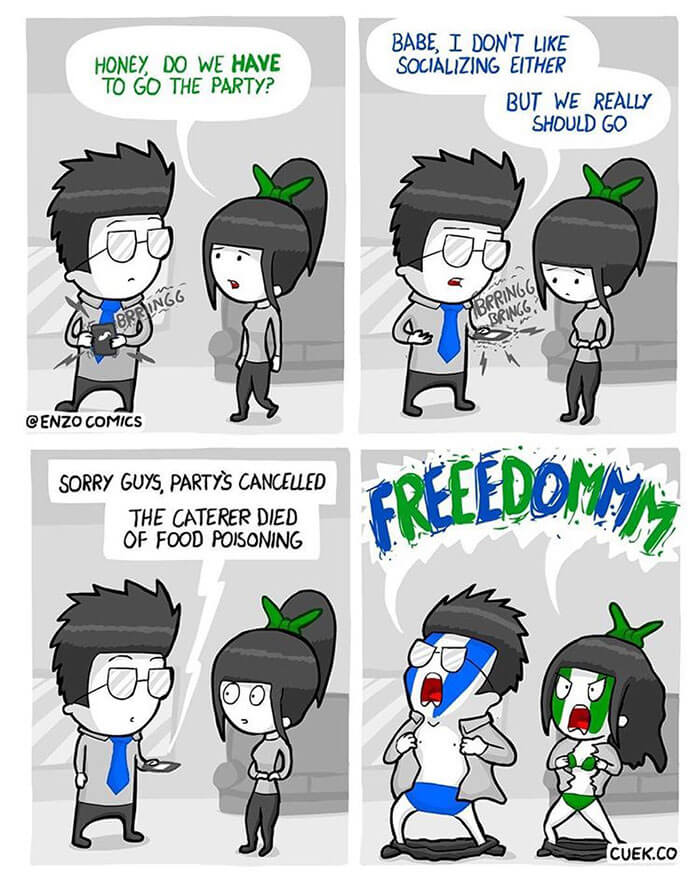 HONEY, DO WE HAVE
TO GO THE PARTY?
BRRINGGG
@ENZO COMICS
BABE, I DON'T LIKE
SOCIALIZING EITHER
BUT WE REALLY
SHOULD GO
BRRINGG
BRINGG
SORRY GUYS, PARTY'S CANCELLED
THE CATERER DIED
OF FOOD POISONING
FREEEDOMMM
CUEK.CO